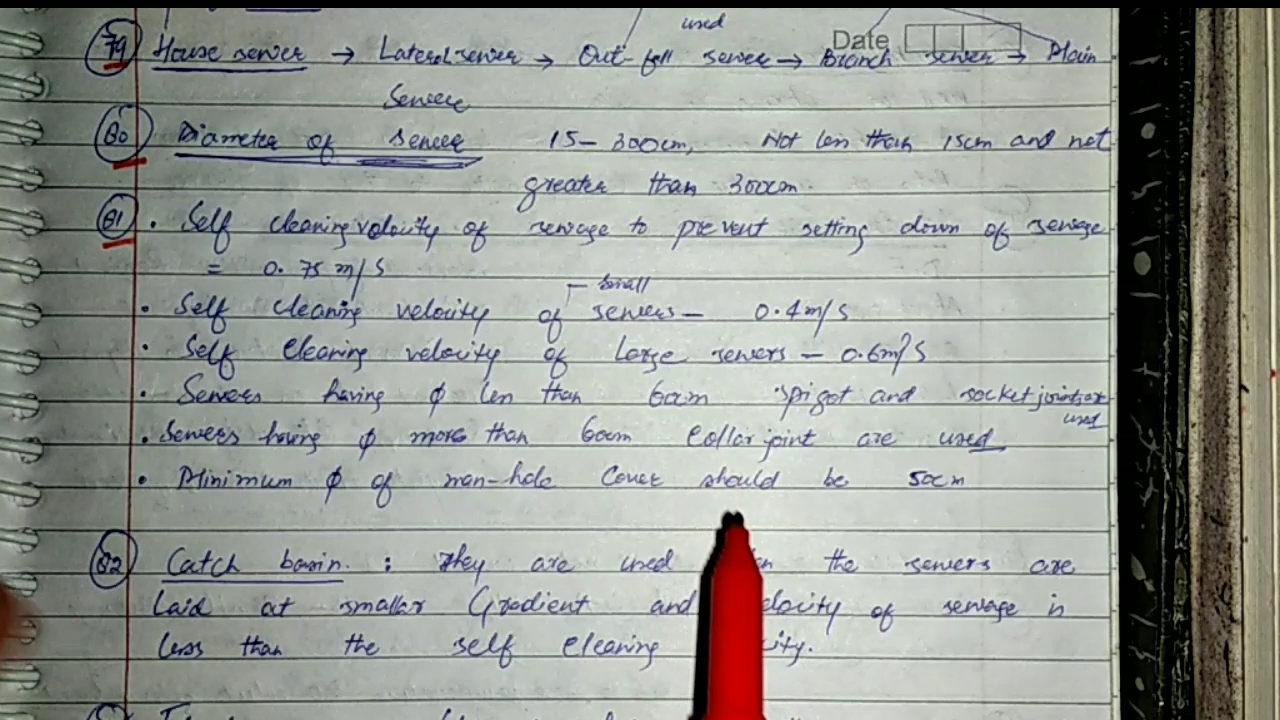 used
Date
79 House sewer → Lateral sewer → Out-fall sewer → Branch sewer → Main
Sewer
80 Diameter of sewer 15 - 300cm, Not less than 15cm and not
greater than 300cm.
81 • Self cleaning velocity of sewage to prevent setting down of sewage
= 0.75 m/s
small
• Self cleaning velocity of sewers - 0.4m/s
• Self cleaning velocity of Large sewers - 0.6m/s
• Sewers having ϕ less than 60cm spigot and socket joint are
used
• Sewers having ϕ more than 60cm Collar joint are used
• Minimum ϕ of man-hole Cover should be 50cm
82 Catch basin : They are used the sewers are
Laid at smaller Gradient and of sewage is
less than the self cleaning